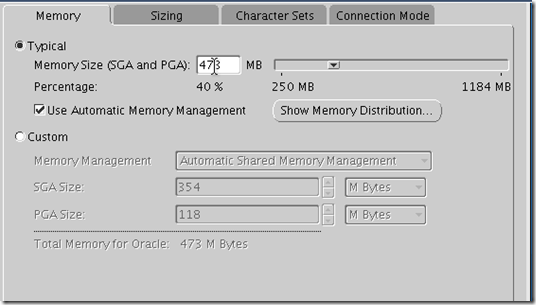 Memory Sizing Character Sets Connection Mode
Typical
Memory Size (SGA and PGA): 473 MB
Percentage: 40 % 250 MB 1184 MB
Use Automatic Memory Management Show Memory Distribution...
Custom
Memory Management Automatic Shared Memory Management
SGA Size: 354 M Bytes
PGA Size: 118 M Bytes
Total Memory for Oracle: 473 M Bytes